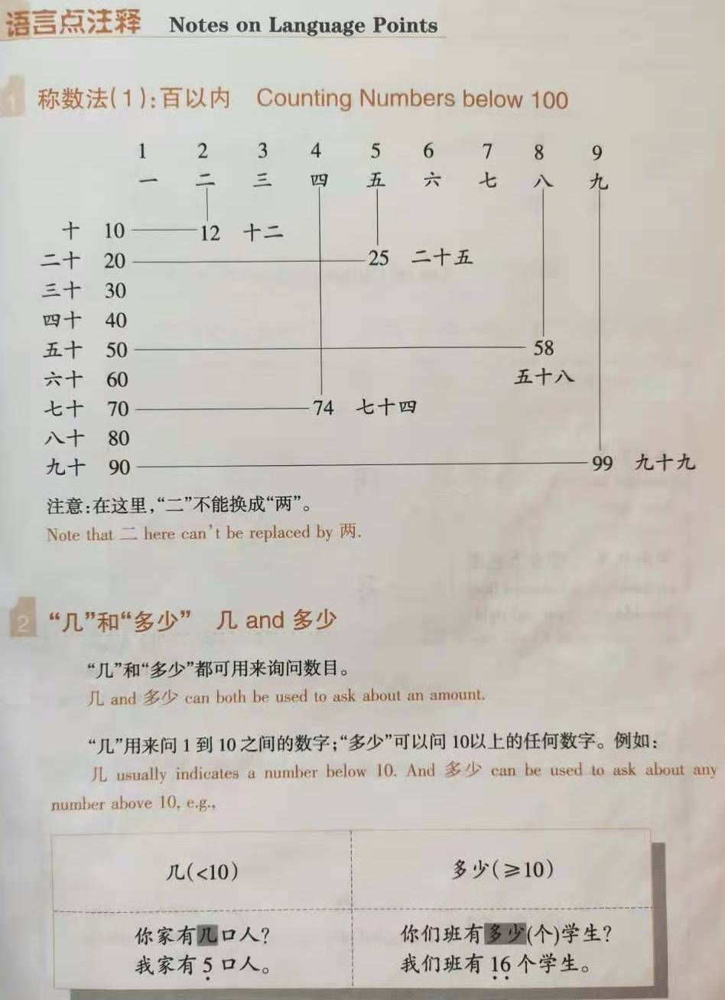 语言点注释 Notes on Language Points
1 称数法(1):百以内 Counting Numbers below 100
1 2 3 4 5 6 7 8 9
一 二 三 四 五 六 七 八 九
十 10 12 十二
二十 20 25 二十五
三十 30
四十 40
五十 50 58
六十 60 五十八
七十 70 74 七十四
八十 80
九十 90 99 九十九
注意:在这里,“二”不能换成“两”。
Note that 二 here can't be replaced by 两.
2 “几”和“多少” 几 and 多少
“几”和“多少”都可用来询问数目。
几 and 多少 can both be used to ask about an amount.
“几”用来问 1 到 10 之间的数字;“多少”可以问 10以上的任何数字。例如:
几 usually indicates a number below 10. And 多少 can be used to ask about any
number above 10, e.g.,
几(<10) 多少(≥10)
你家有几口人? 你们班有多少(个)学生?
我家有 5 口人。 我们班有 16 个学生。